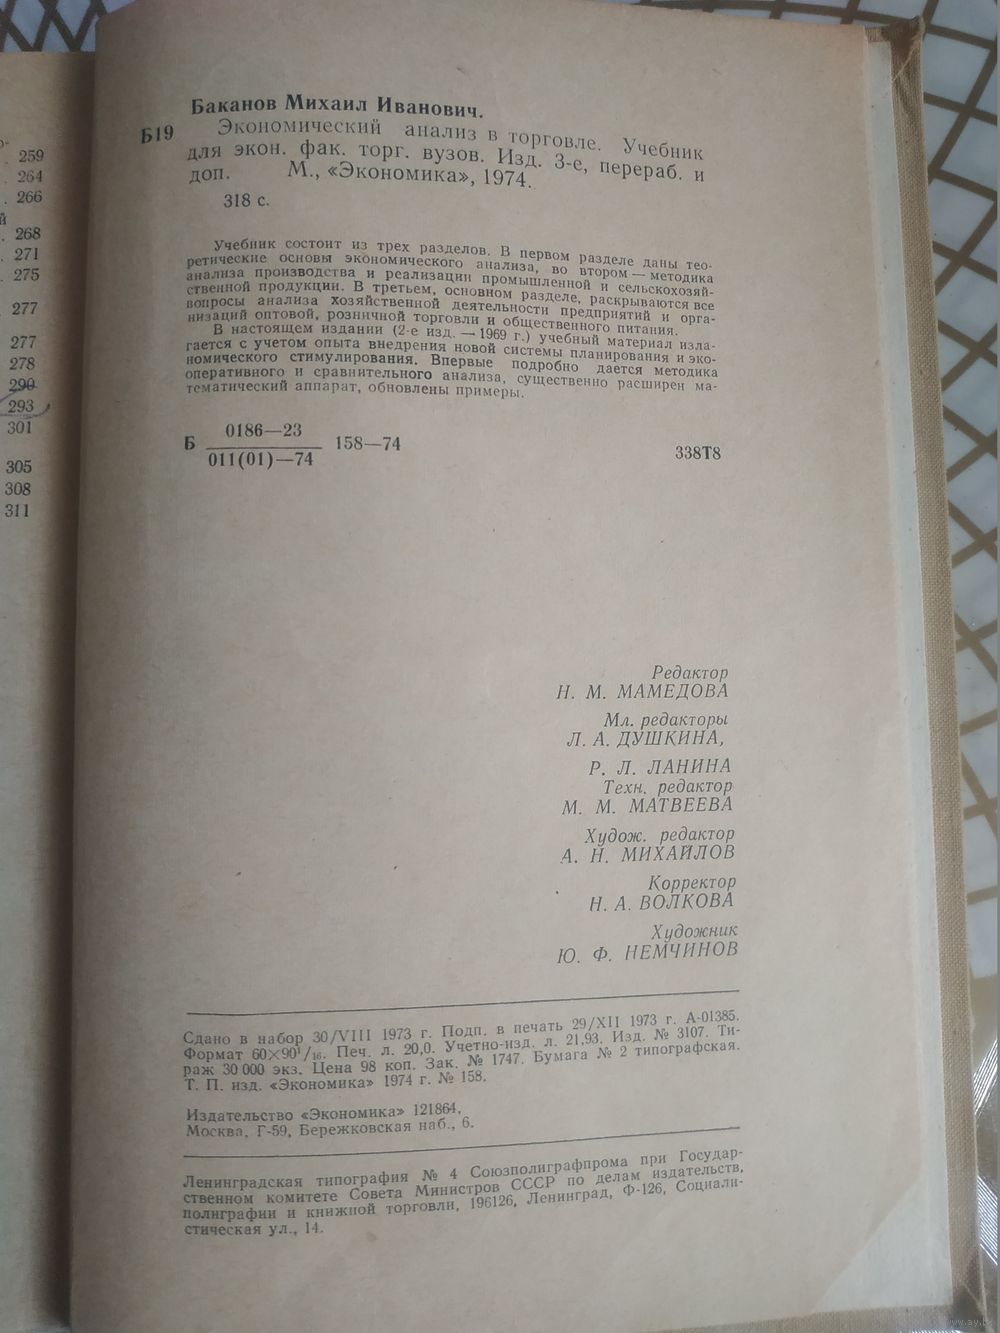 259
264
266
й
268
271
275
277
277
278
290
293
301
305
308
311
Баканов Михаил Иванович.
Б19 Экономический анализ в торговле. Учебник
для экон. фак. торг. вузов. Изд. 3-е, перераб. и
доп. М., «Экономика», 1974.
318 с.
Учебник состоит из трех разделов. В первом разделе даны тео-
ретические основы экономического анализа, во втором — методика
анализа производства и реализации промышленной и сельскохозяй-
ственной продукции. В третьем, основном разделе, раскрываются все
вопросы анализа хозяйственной деятельности предприятий и орга-
низаций оптовой, розничной торговли и общественного питания.
В настоящем издании (2-е изд. — 1969 г.) учебный материал изла-
гается с учетом опыта внедрения новой системы планирования и эко-
номического стимулирования. Впервые подробно дается методика
оперативного и сравнительного анализа, существенно расширен ма-
тематический аппарат, обновлены примеры.
0186—23
Б 158—74
011(01)—74
338Т8
Редактор
Н. М. МАМЕДОВА
Мл. редакторы
Л. А. ДУШКИНА,
Р. Л. ЛАНИНА
Техн. редактор
М. М. МАТВЕЕВА
Худож. редактор
А. Н. МИХАЙЛОВ
Корректор
Н. А. ВОЛКОВА
Художник
Ю. Ф. НЕМЧИНОВ
Сдано в набор 30/VIII 1973 г. Подп. в печать 29/XII 1973 г. А-01385.
Формат 60×90¹/₁₆. Печ. л. 20,0. Учетно-изд. л. 21,93. Изд. № 3107. Ти-
раж 30 000 экз. Цена 98 коп. Зак. № 1747. Бумага № 2 типографская.
Т. П. изд. «Экономика» 1974 г. № 158.
Издательство «Экономика» 121864,
Москва, Г-59, Бережковская наб., 6.
Ленинградская типография № 4 Союзполиграфпрома при Государ-
ственном комитете Совета Министров СССР по делам издательств,
полиграфии и книжной торговли, 196126, Ленинград, Ф-126, Социали-
стическая ул., 14.